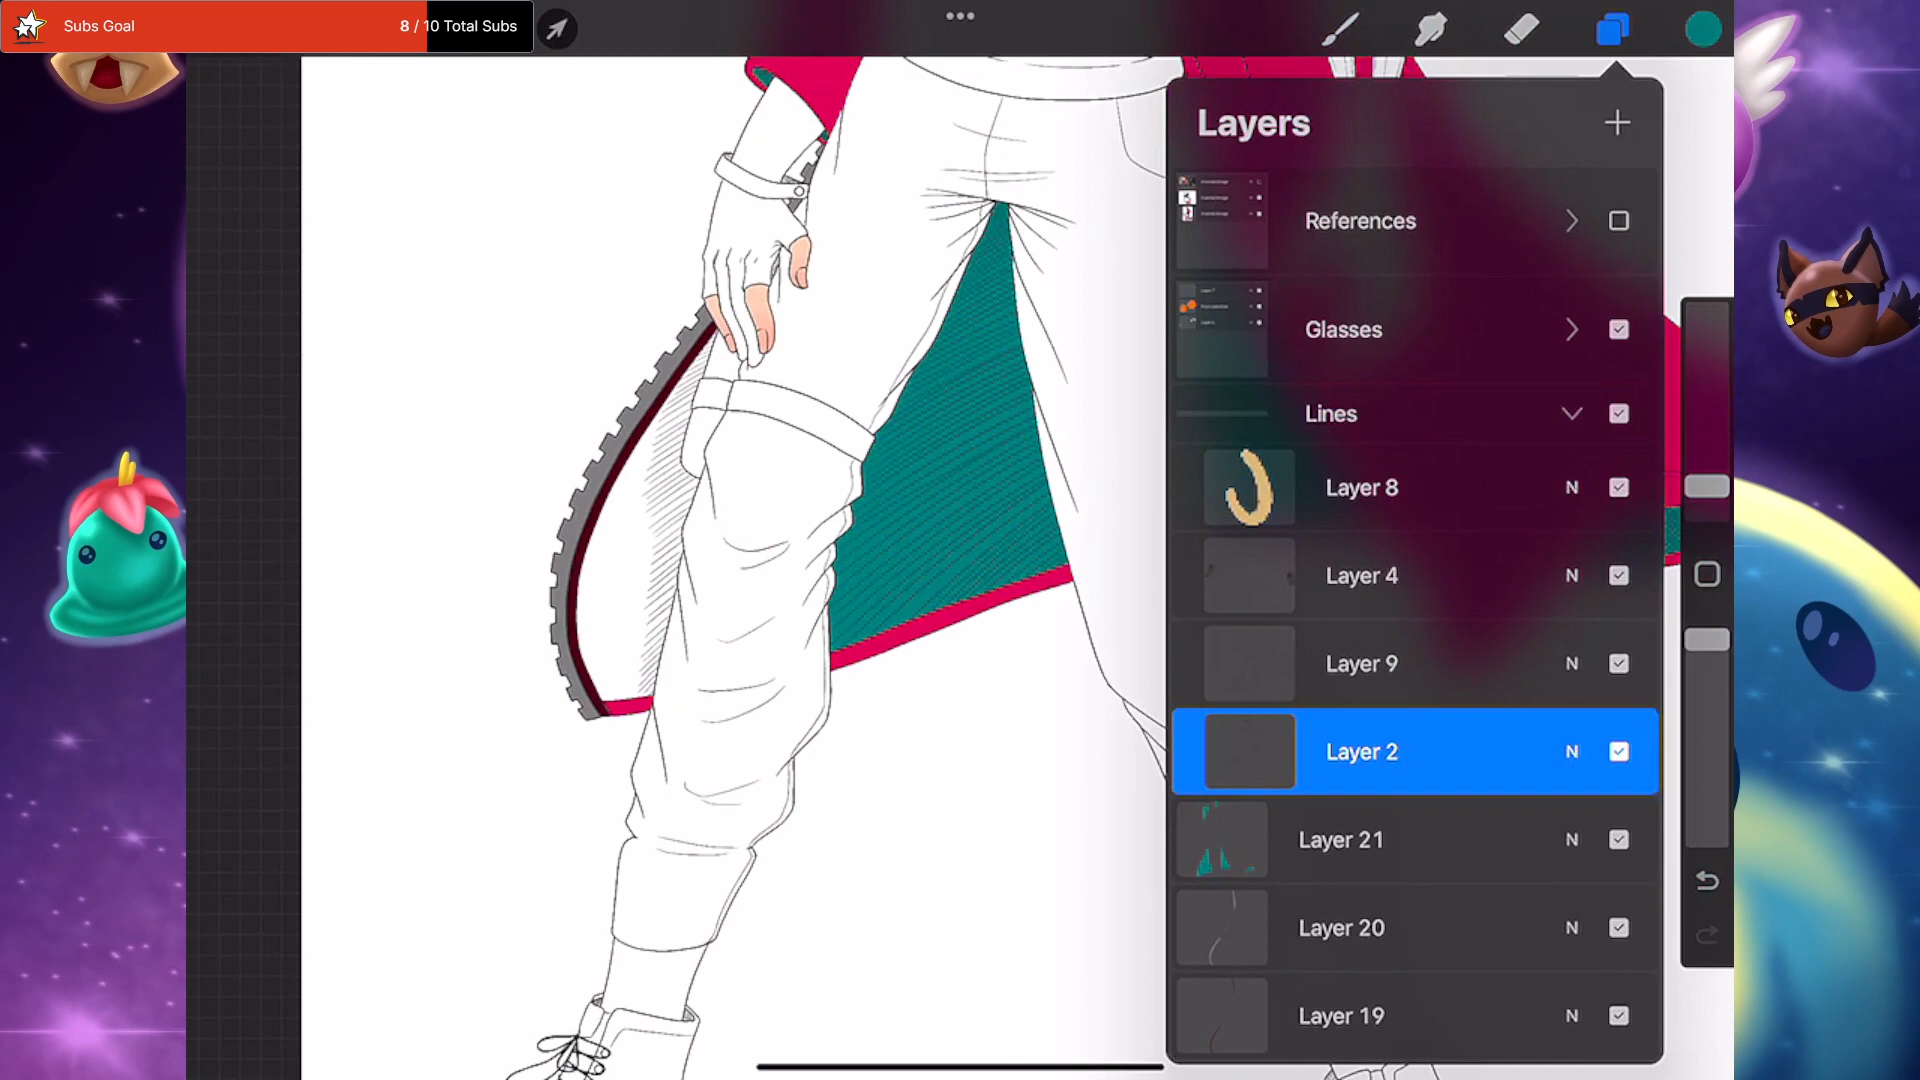 Subs Goal 8 / 10 Total Subs
Layers
References
Glasses
Lines
Layer 8 N
Layer 4 N
Layer 9 N
Layer 2 N
Layer 21 N
Layer 20 N
Layer 19 N